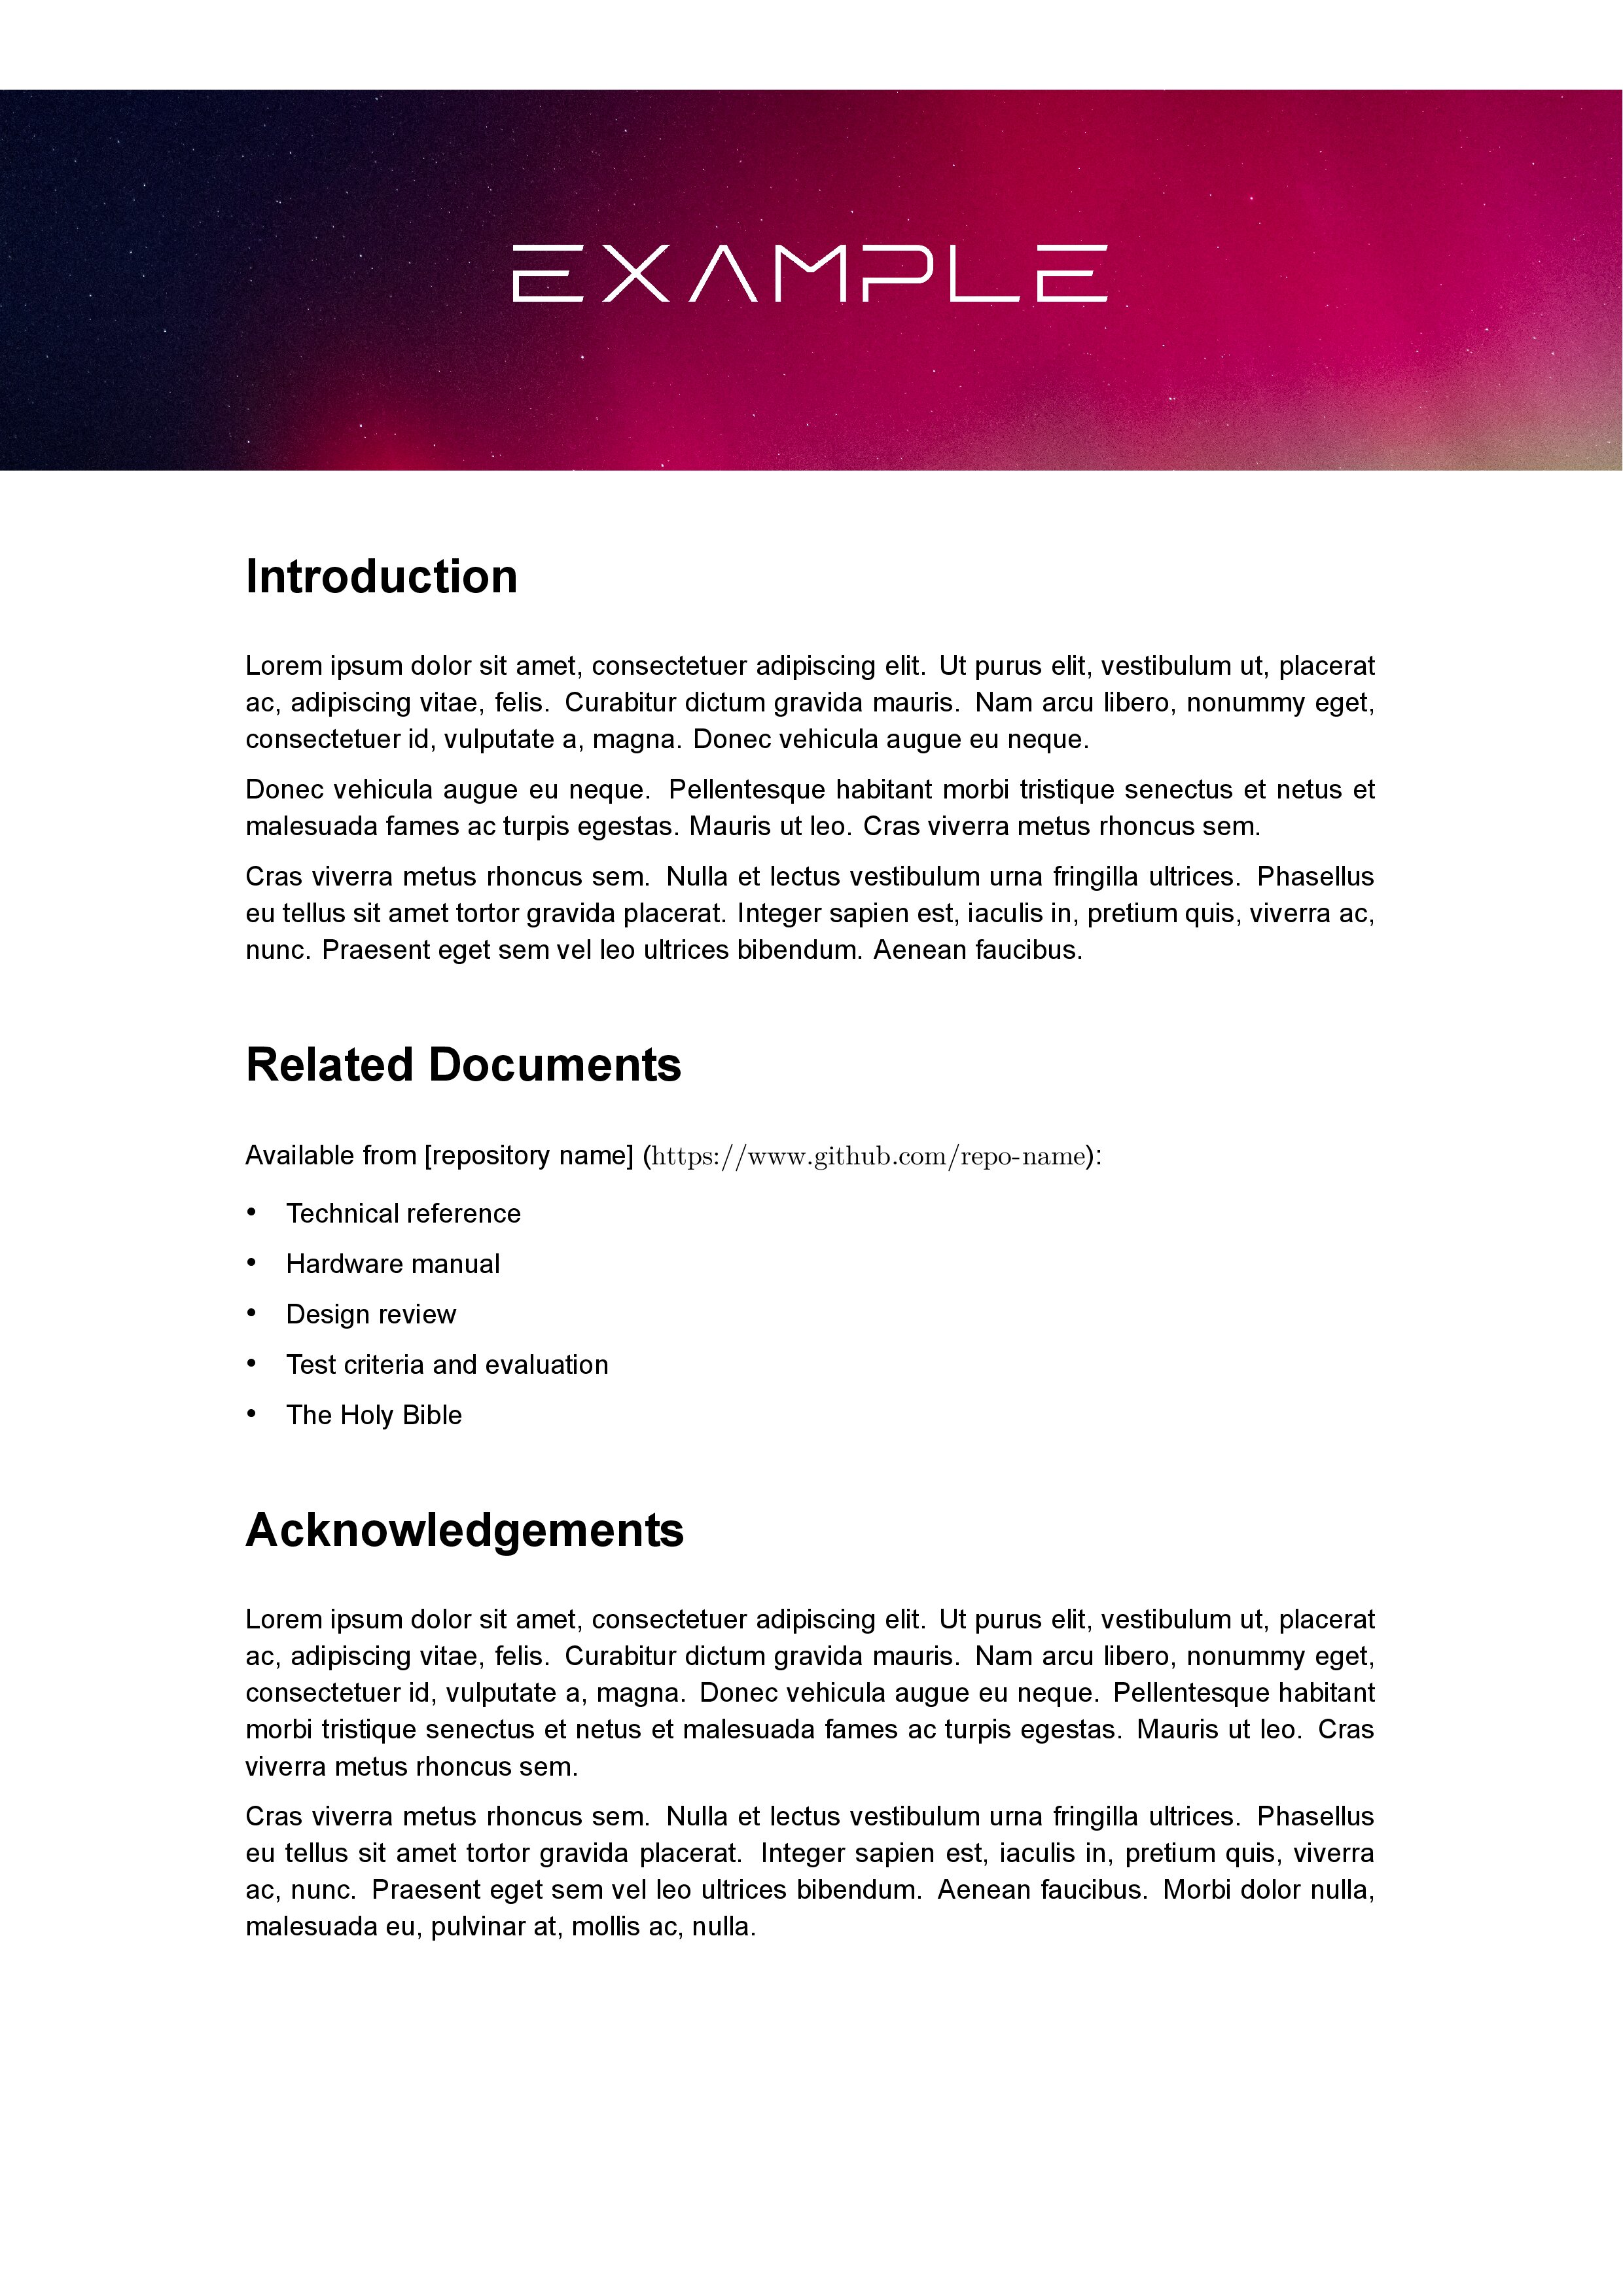 EXAMPLE
Introduction
Lorem ipsum dolor sit amet, consectetuer adipiscing elit. Ut purus elit, vestibulum ut, placerat
ac, adipiscing vitae, felis. Curabitur dictum gravida mauris. Nam arcu libero, nonummy eget,
consectetuer id, vulputate a, magna. Donec vehicula augue eu neque.
Donec vehicula augue eu neque. Pellentesque habitant morbi tristique senectus et netus et
malesuada fames ac turpis egestas. Mauris ut leo. Cras viverra metus rhoncus sem.
Cras viverra metus rhoncus sem. Nulla et lectus vestibulum urna fringilla ultrices. Phasellus
eu tellus sit amet tortor gravida placerat. Integer sapien est, iaculis in, pretium quis, viverra ac,
nunc. Praesent eget sem vel leo ultrices bibendum. Aenean faucibus.
Related Documents
Available from [repository name] (https://www.github.com/repo-name):
• Technical reference
• Hardware manual
• Design review
• Test criteria and evaluation
• The Holy Bible
Acknowledgements
Lorem ipsum dolor sit amet, consectetuer adipiscing elit. Ut purus elit, vestibulum ut, placerat
ac, adipiscing vitae, felis. Curabitur dictum gravida mauris. Nam arcu libero, nonummy eget,
consectetuer id, vulputate a, magna. Donec vehicula augue eu neque. Pellentesque habitant
morbi tristique senectus et netus et malesuada fames ac turpis egestas. Mauris ut leo. Cras
viverra metus rhoncus sem.
Cras viverra metus rhoncus sem. Nulla et lectus vestibulum urna fringilla ultrices. Phasellus
eu tellus sit amet tortor gravida placerat. Integer sapien est, iaculis in, pretium quis, viverra
ac, nunc. Praesent eget sem vel leo ultrices bibendum. Aenean faucibus. Morbi dolor nulla,
malesuada eu, pulvinar at, mollis ac, nulla.